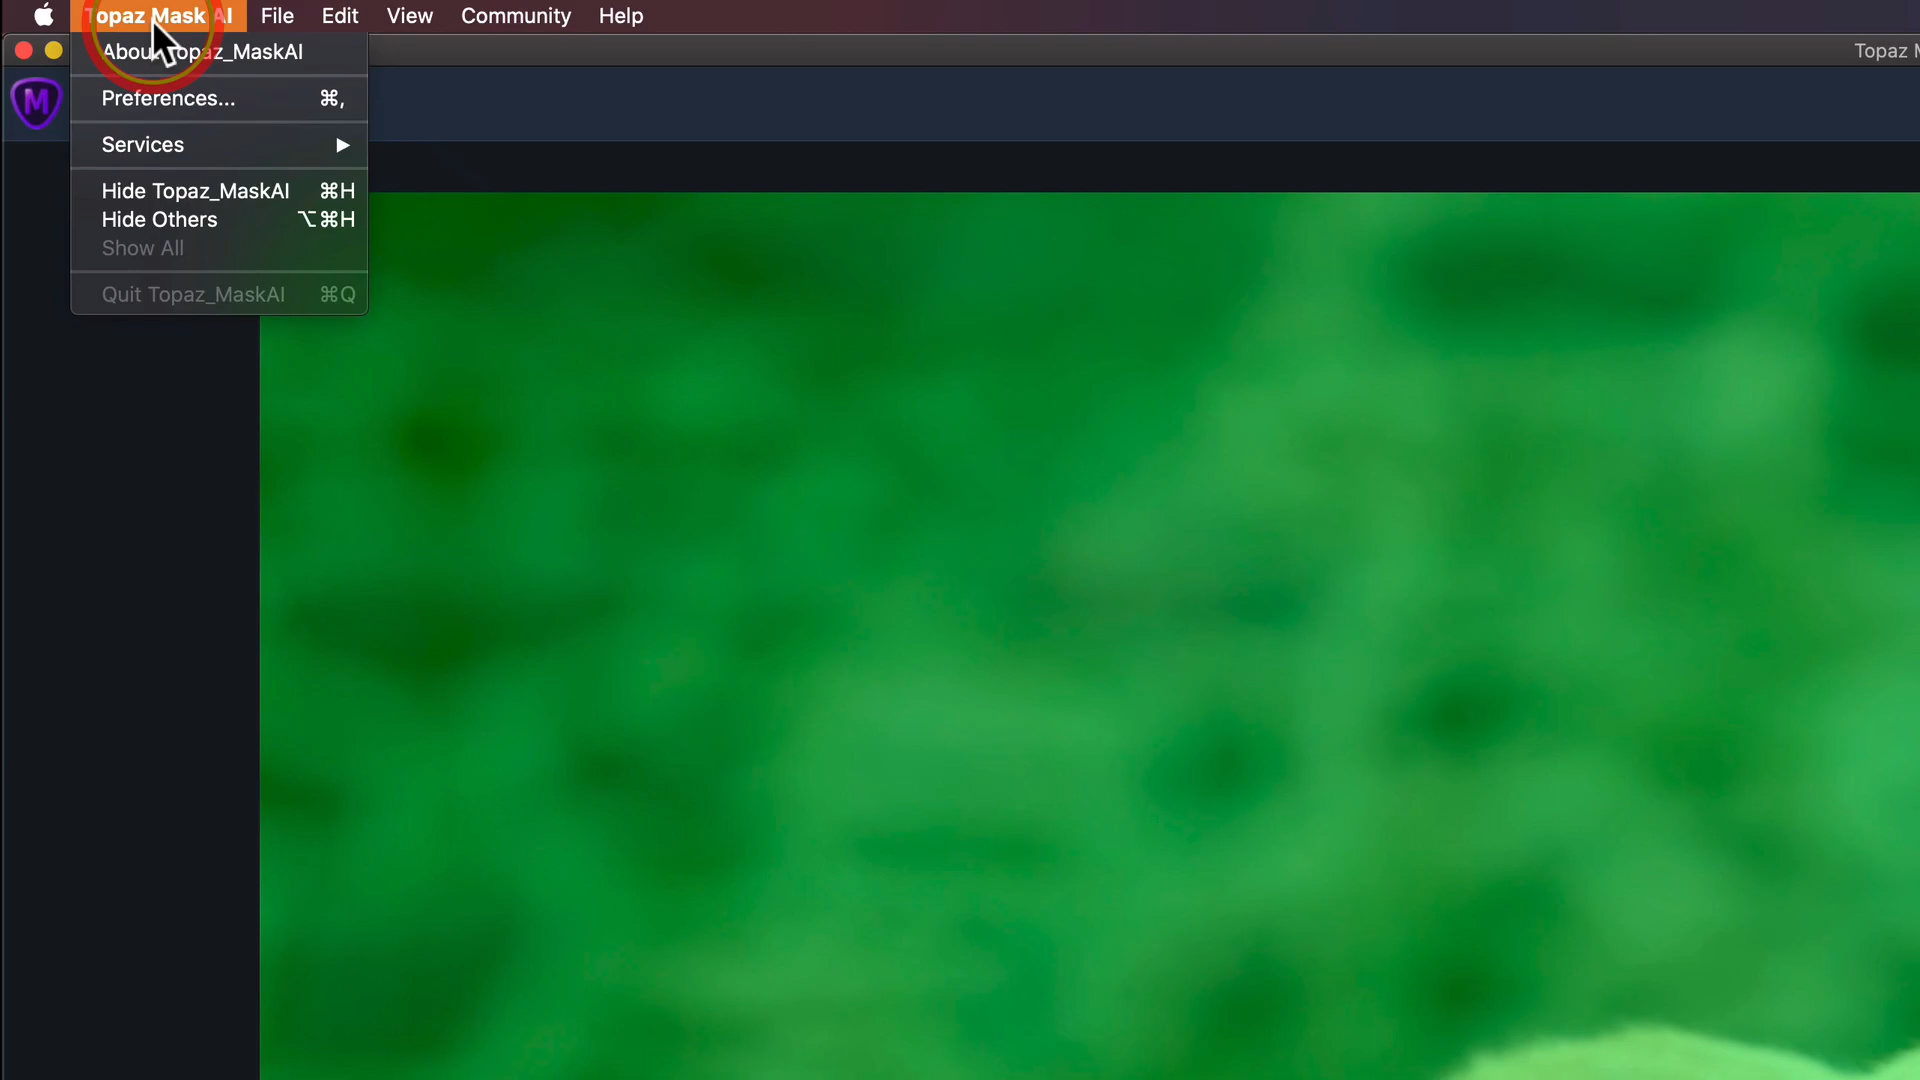 Topaz Mask AI File Edit View Community Help
About Topaz_MaskAI
Topaz
Preferences... ⌘,
Services ▶
Hide Topaz_MaskAI ⌘H
Hide Others ⌥⌘H
Show All
Quit Topaz_MaskAI ⌘Q
M